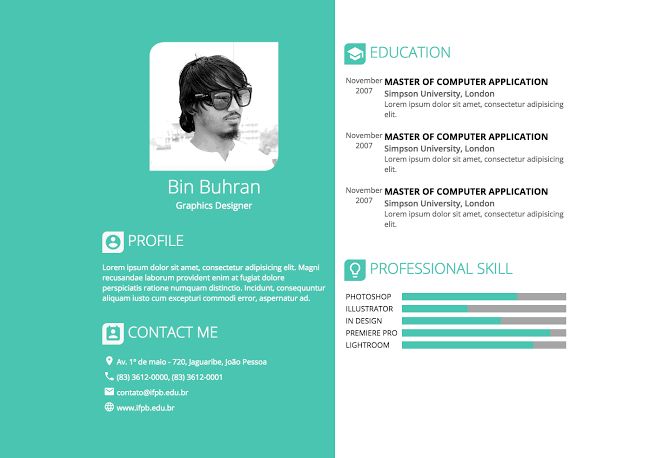 Bin Buhran
Graphics Designer
PROFILE
Lorem ipsum dolor sit amet, consectetur adipisicing elit. Magni
recusandae laborum provident enim at fugiat dolore
perspiciatis ratione numquam distinctio. Incidunt, consequuntur
aliquam iusto cum excepturi commodi error, aspernatur ad.
CONTACT ME
Av. 1º de maio - 720, Jaguaribe, João Pessoa
(83) 3612-0000, (83) 3612-0001
contato@ifpb.edu.br
www.ifpb.edu.br
EDUCATION
November 2007
MASTER OF COMPUTER APPLICATION
Simpson University, London
Lorem ipsum dolor sit amet, consectetur adipisicing
elit.
November 2007
MASTER OF COMPUTER APPLICATION
Simpson University, London
Lorem ipsum dolor sit amet, consectetur adipisicing
elit.
November 2007
MASTER OF COMPUTER APPLICATION
Simpson University, London
Lorem ipsum dolor sit amet, consectetur adipisicing
elit.
PROFESSIONAL SKILL
PHOTOSHOP
ILLUSTRATOR
IN DESIGN
PREMIERE PRO
LIGHTROOM